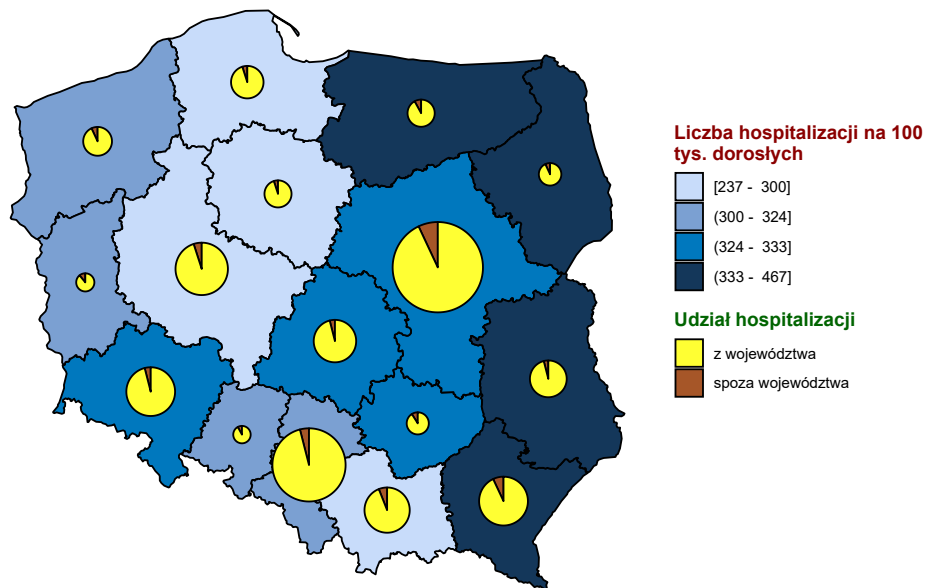 Liczba hospitalizacji na 100
tys. dorosłych
[237 - 300]
(300 - 324]
(324 - 333]
(333 - 467]
Udział hospitalizacji
z województwa
spoza województwa